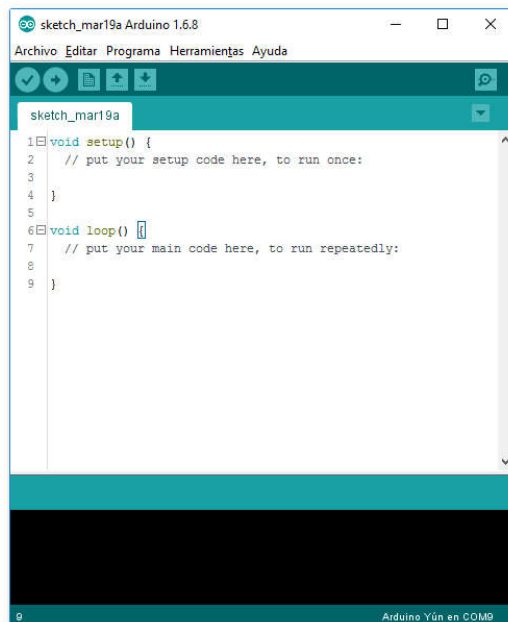 sketch_mar19a Arduino 1.6.8
Archivo Editar Programa Herramientas Ayuda
sketch_mar19a
1 void setup() {
2 // put your setup code here, to run once:
3
4 }
5
6 void loop() {
7 // put your main code here, to run repeatedly:
8
9 }
9 Arduino Yún en COM9